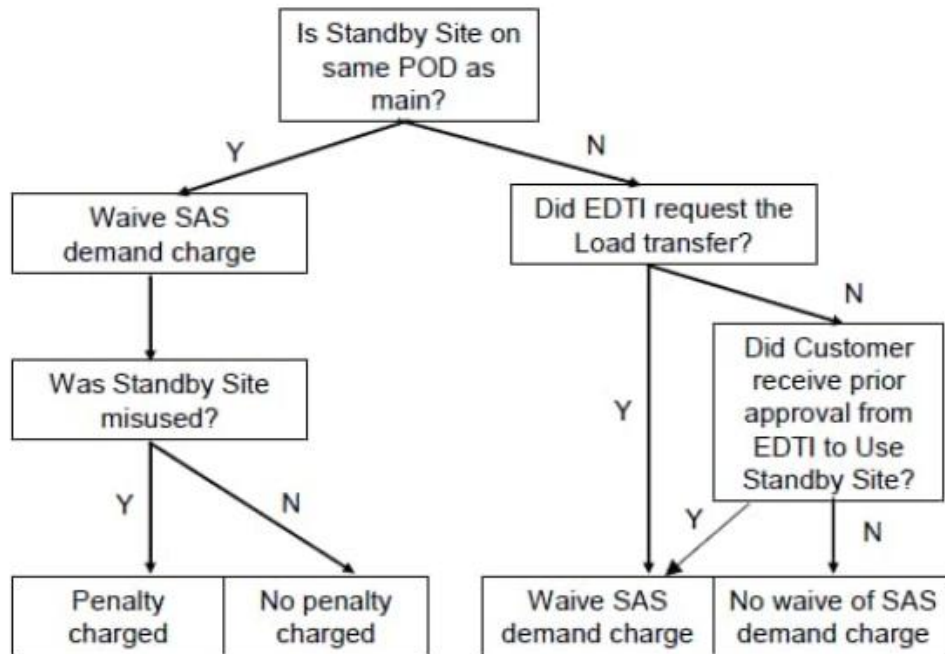 Is Standby Site on
same POD as
main?
Y
N
Waive SAS
demand charge
Did EDTI request the
Load transfer?
N
Was Standby Site
misused?
Did Customer
receive prior
approval from
EDTI to Use
Standby Site?
Y
Y
N
Y
N
Penalty
charged
No penalty
charged
Waive SAS
demand charge
No waive of SAS
demand charge